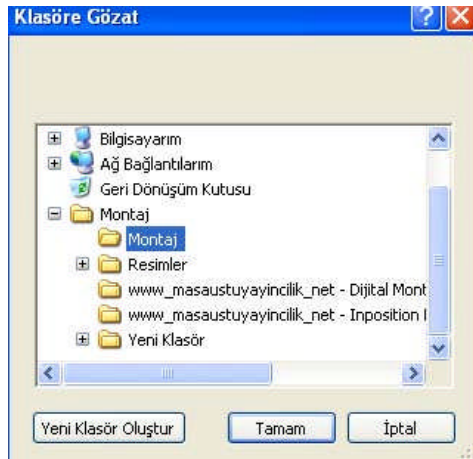 Klasöre Gözat
Bilgisayarım
Ağ Bağlantılarım
Geri Dönüşüm Kutusu
Montaj
Montaj
Resimler
www_masaustuyayincilik_net - Dijital Mont
www_masaustuyayincilik_net - Inposition
Yeni Klasör
Yeni Klasör Oluştur Tamam İptal